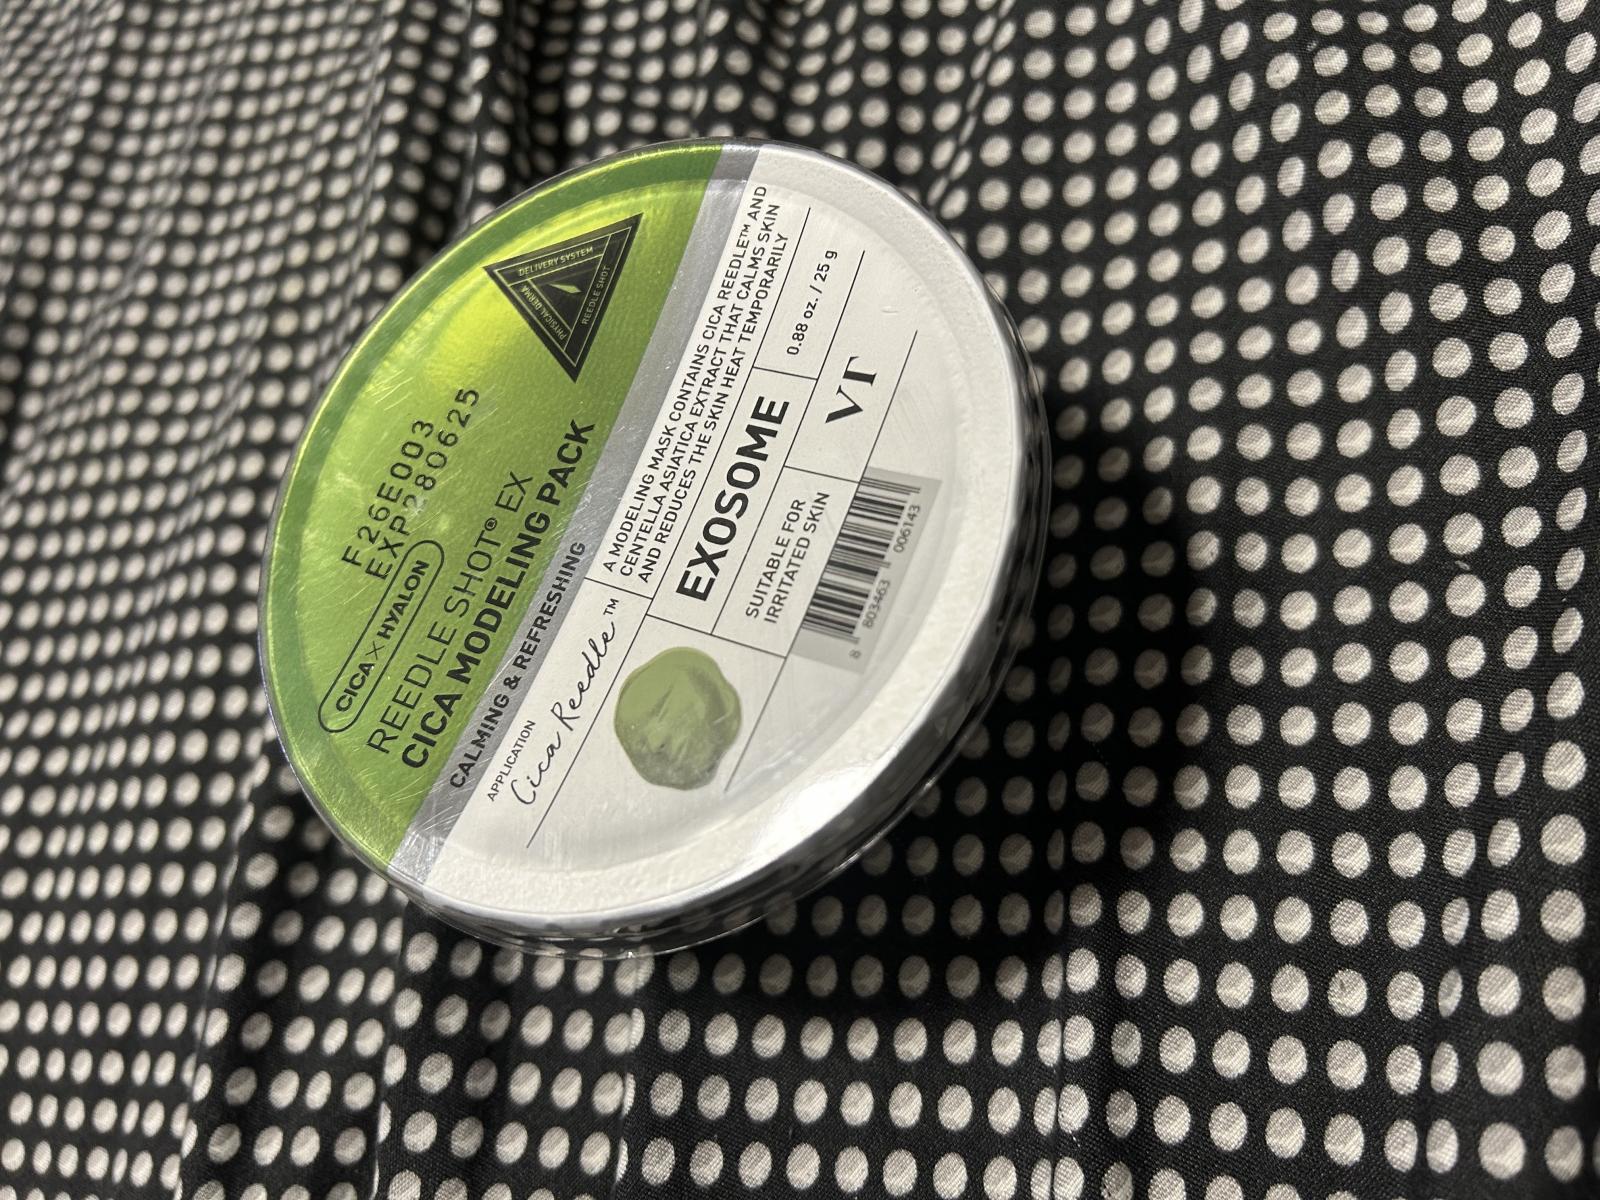 F26E003
EXP280625
CICA X HYALON
REEDLE SHOT® EX
CICA MODELING PACK
DELIVERY SYSTEM
REEDLE SHOT
PHYSICAL DERMA
CALMING & REFRESHING
APPLICATION
Cica Reedle™
A MODELING MASK CONTAINS CICA REEDLE™ AND
CENTELLA ASIATICA EXTRACT THAT CALMS SKIN
AND REDUCES THE SKIN HEAT TEMPORARILY
EXOSOME
0.88 oz. / 25 g
SUITABLE FOR
IRRITATED SKIN
VT
8 803463 006143